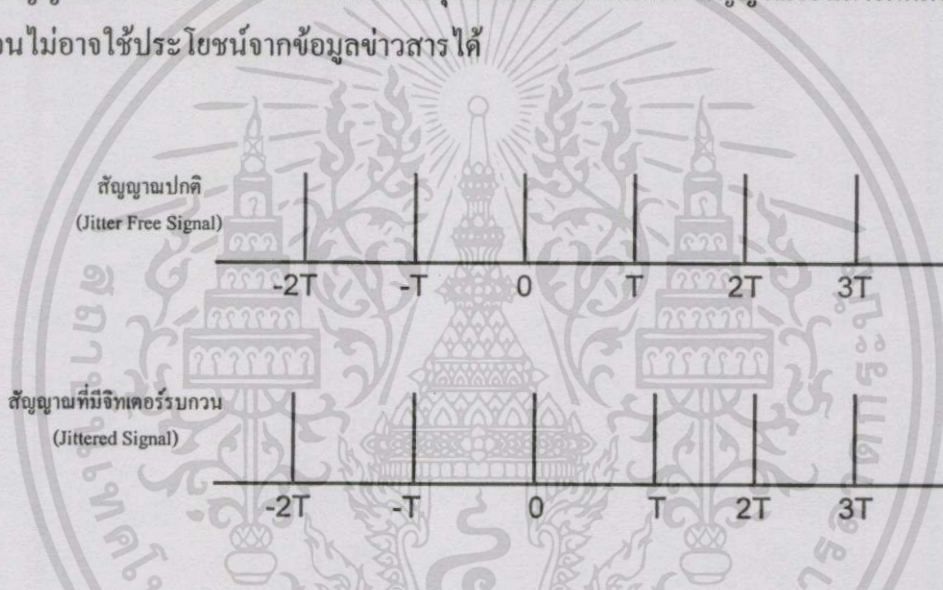 วนไม่อาจใช้ประโยชน์จากข้อมูลข่าวสารได้
สัญญาณปกติ
(Jitter Free Signal)
-2T -T 0 T 2T 3T
สัญญาณที่มีจิทเตอร์รบกวน
(Jittered Signal)
-2T -T 0 T 2T 3T